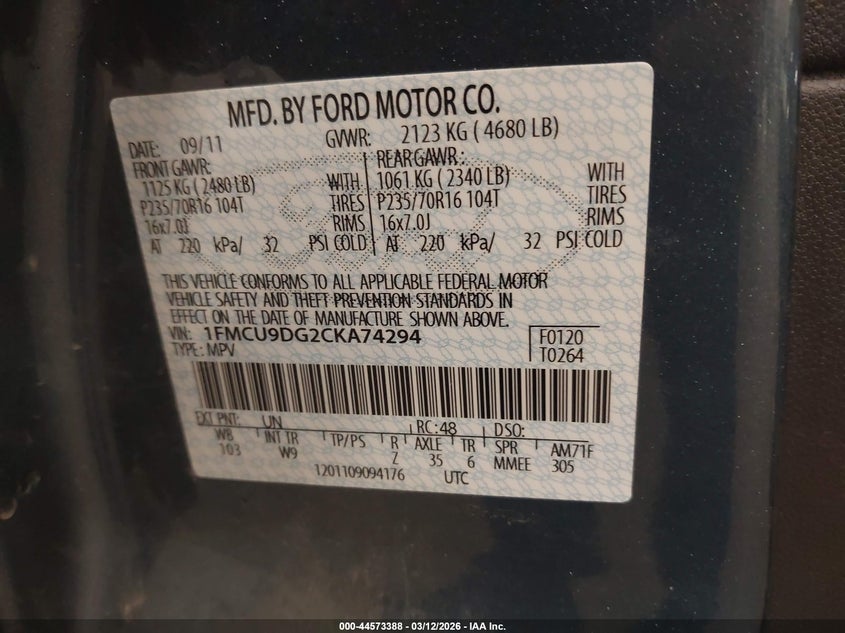 MFD. BY FORD MOTOR CO.
DATE: 09/11 GVWR: 2123 KG ( 4680 LB)
FRONT GAWR: REAR GAWR:
1125 KG ( 2480 LB) WITH 1061 KG ( 2340 LB) WITH
P235/70R16 104T TIRES P235/70R16 104T TIRES
16x7.0J RIMS 16x7.0J RIMS
AT 220 kPa/ 32 PSI COLD AT 220 kPa/ 32 PSI COLD
THIS VEHICLE CONFORMS TO ALL APPLICABLE FEDERAL MOTOR
VEHICLE SAFETY AND THEFT PREVENTION STANDARDS IN
EFFECT ON THE DATE OF MANUFACTURE SHOWN ABOVE.
VIN: 1FMCU9DG2CKA74294 F0120
TYPE: MPV T0264
EXT PNT: UN RC: 48 DSO:
WB INT TR TP/PS R AXLE TR SPR AM71F
103 W9 Z 35 6 MMEE 305
1201109094176 UTC
000-44573388 - 03/12/2026 - IAA Inc.